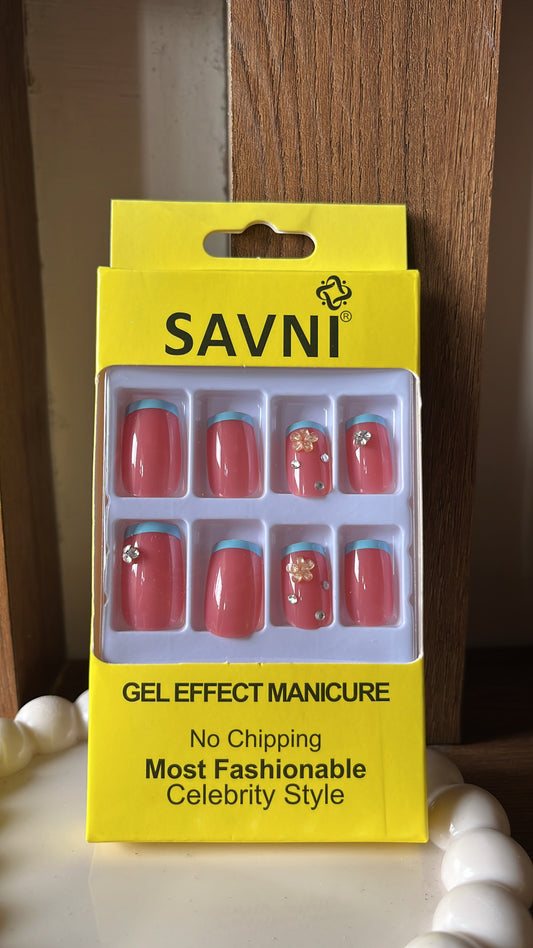 SAVNI®
GEL EFFECT MANICURE
No Chipping
Most Fashionable
Celebrity Style